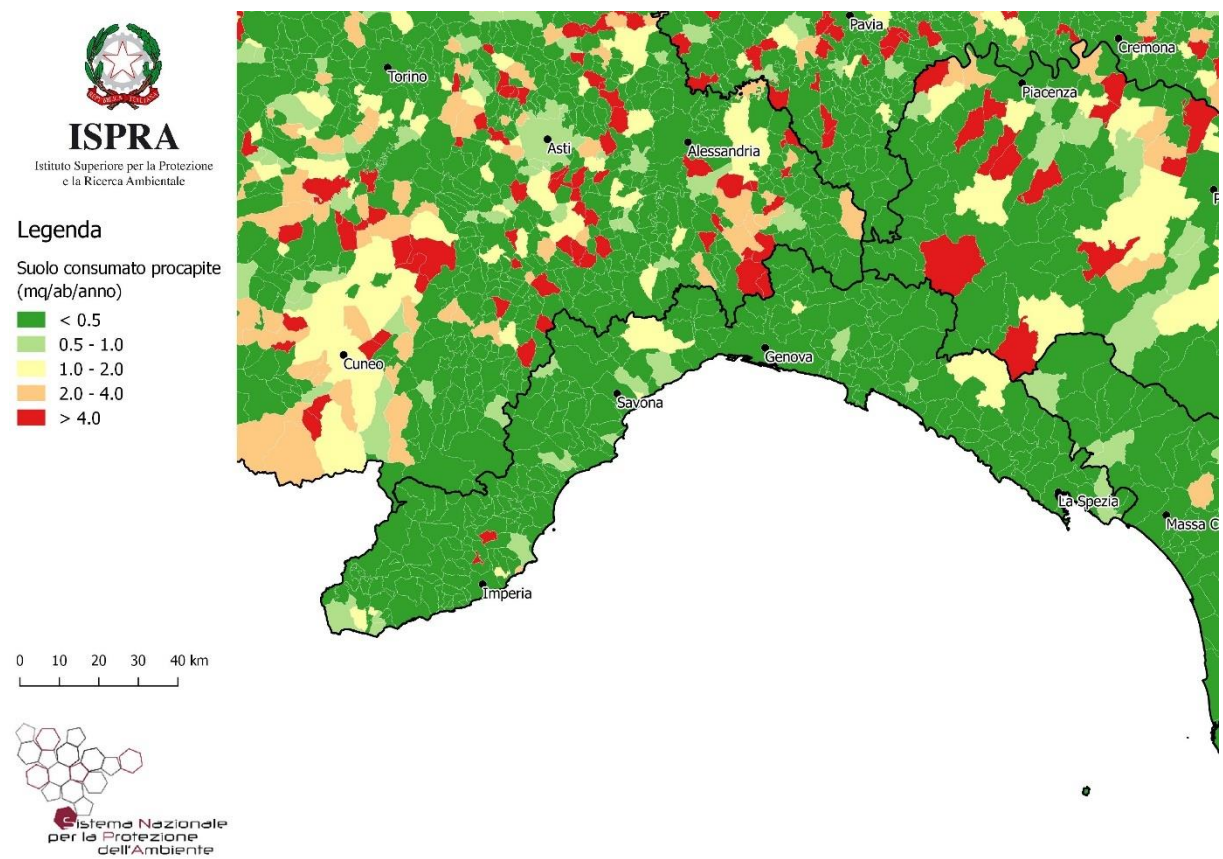 ISPRA
Istituto Superiore per la Protezione
e la Ricerca Ambientale
Legenda
Suolo consumato procapite
(mq/ab/anno)
< 0.5
0.5 - 1.0
1.0 - 2.0
2.0 - 4.0
> 4.0
0 10 20 30 40 km
Sistema Nazionale
per la Protezione
dell'Ambiente
Pavia
Cremona
Torino
Piacenza
Asti
Alessandria
P
Cuneo
Genova
Savona
La Spezia
Massa C
Imperia